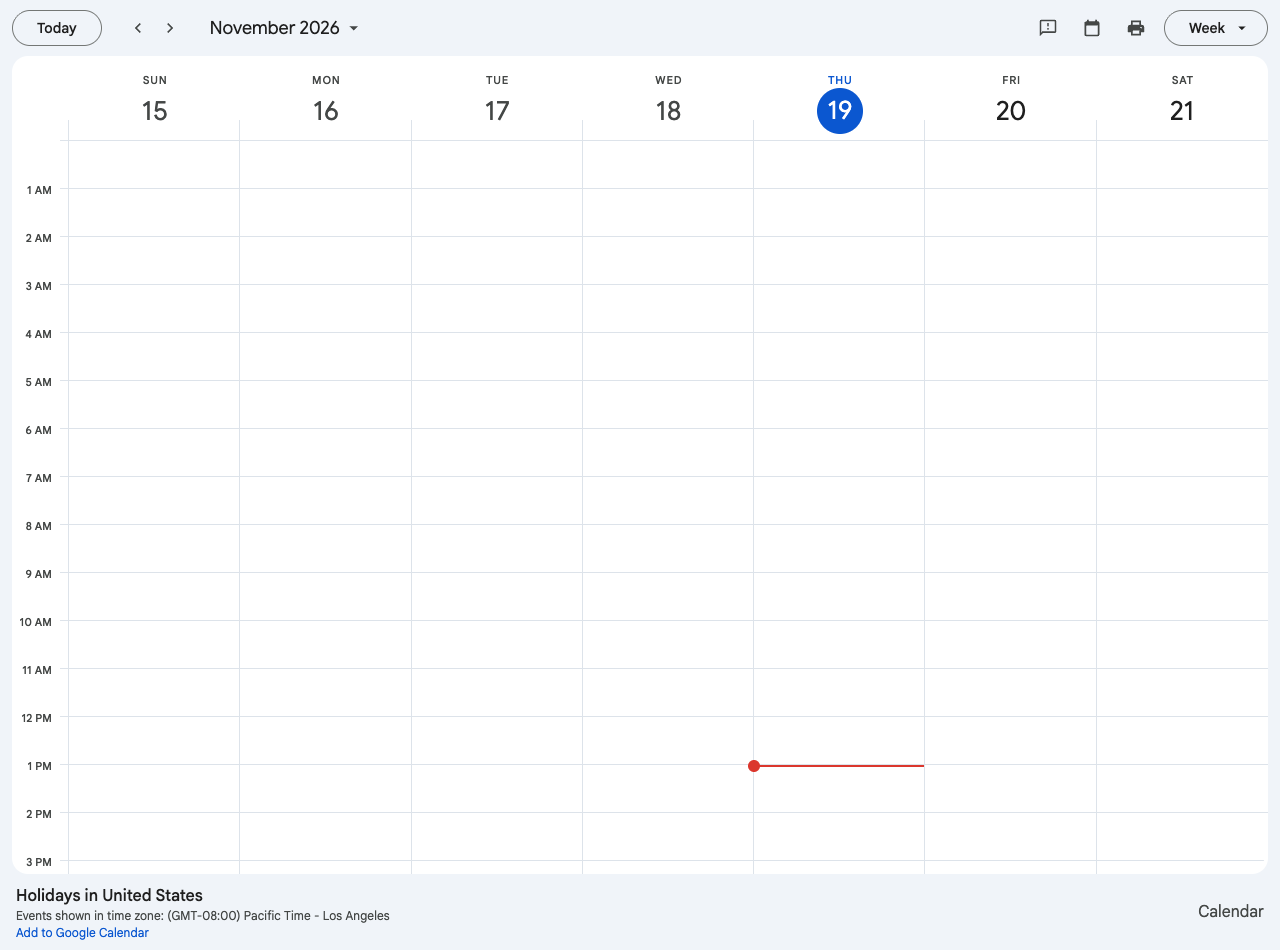 Today
November 2026
Week
SUN
MON
TUE
WED
THU
FRI
SAT
15
16
17
18
19
20
21
1 AM
2 AM
3 AM
4 AM
5 AM
6 AM
7 AM
8 AM
9 AM
10 AM
11 AM
12 PM
1 PM
2 PM
3 PM
Holidays in United States
Events shown in time zone: (GMT-08:00) Pacific Time - Los Angeles
Add to Google Calendar
Calendar